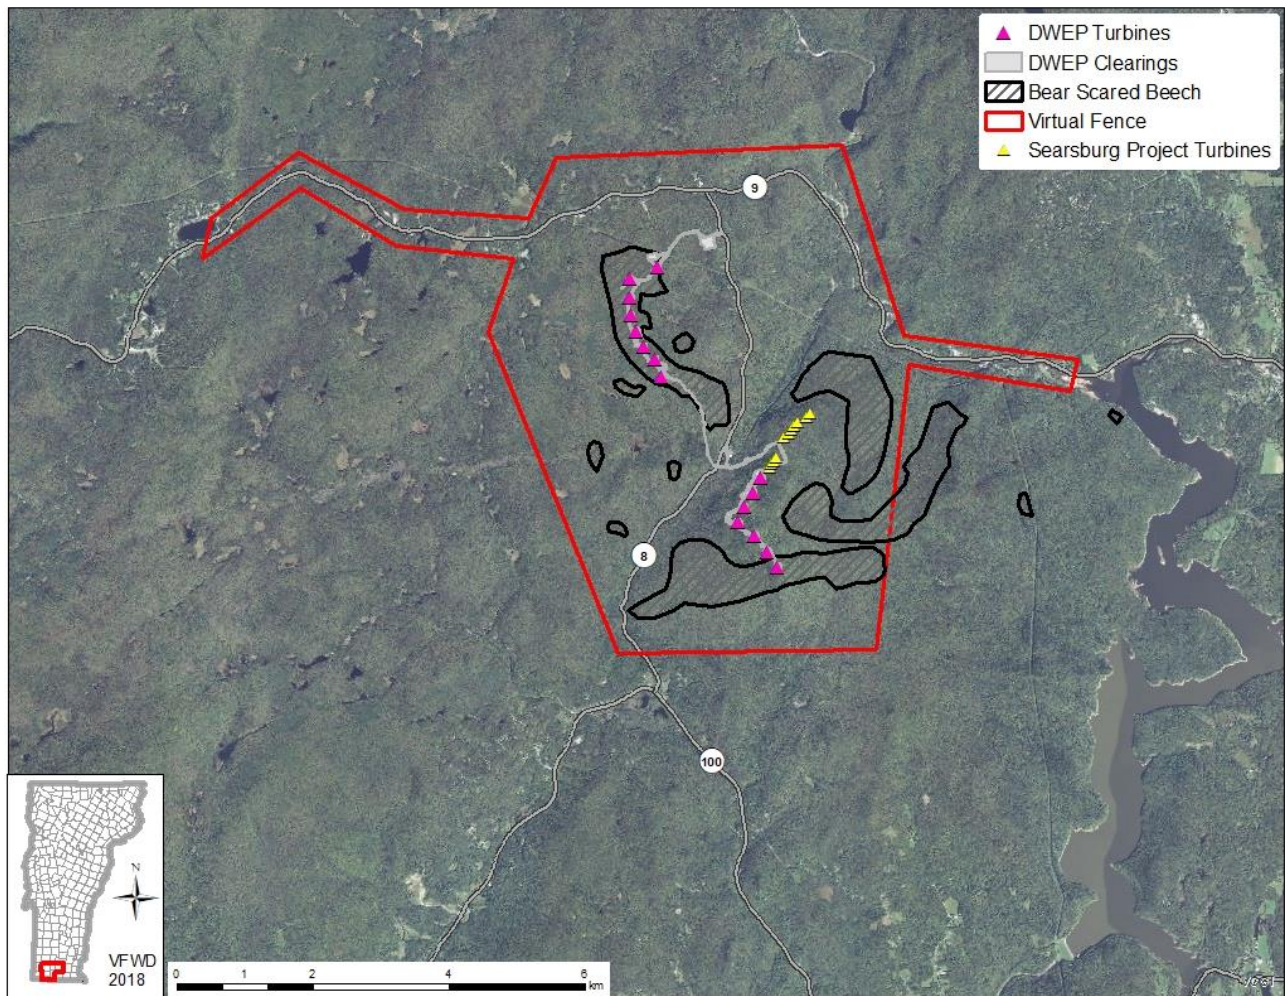 DWEP Turbines
DWEP Clearings
Bear Scared Beech
Virtual Fence
Searsburg Project Turbines
9
8
100
N
VFWD
2018
0 1 2 4 6
km